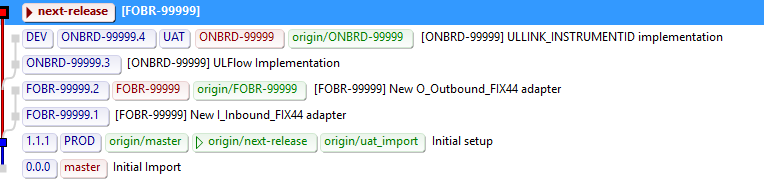 next-release [FOBR-99999]
DEV ONBRD-99999.4 UAT ONBRD-99999 origin/ONBRD-99999 [ONBRD-99999] ULLINK_INSTRUMENTID implementation
ONBRD-99999.3 [ONBRD-99999] ULFlow Implementation
FOBR-99999.2 FOBR-99999 origin/FOBR-99999 [FOBR-99999] New O_Outbound_FIX44 adapter
FOBR-99999.1 [FOBR-99999] New I_Inbound_FIX44 adapter
1.1.1 PROD origin/master origin/next-release origin/uat_import Initial setup
0.0.0 master Initial Import